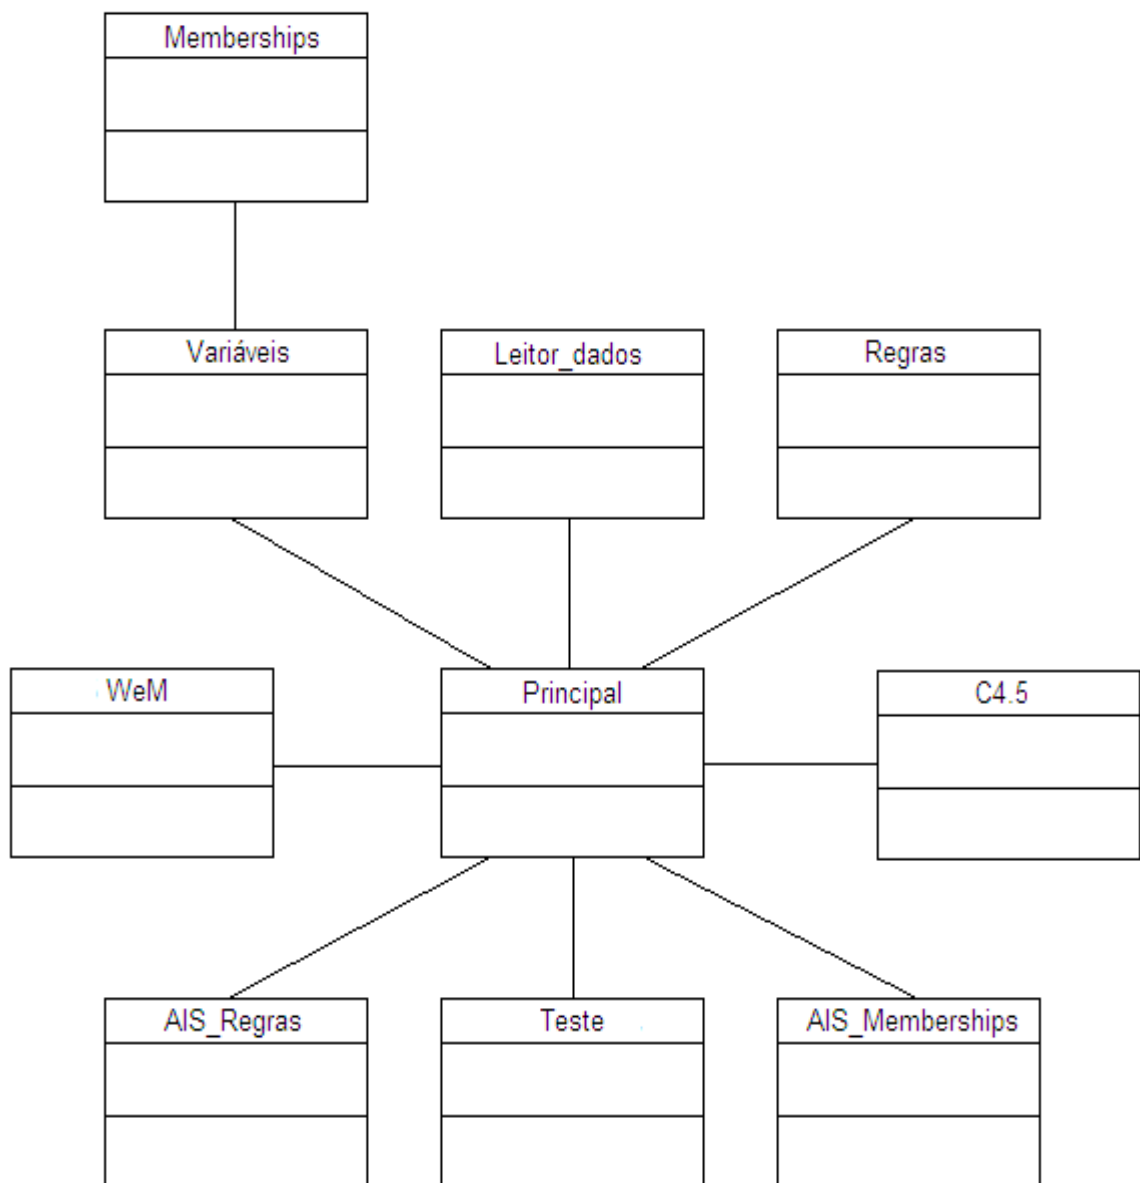 Memberships
Variáveis
Leitor_dados
Regras
WeM
Principal
C4.5
AIS_Regras
Teste
AIS_Memberships